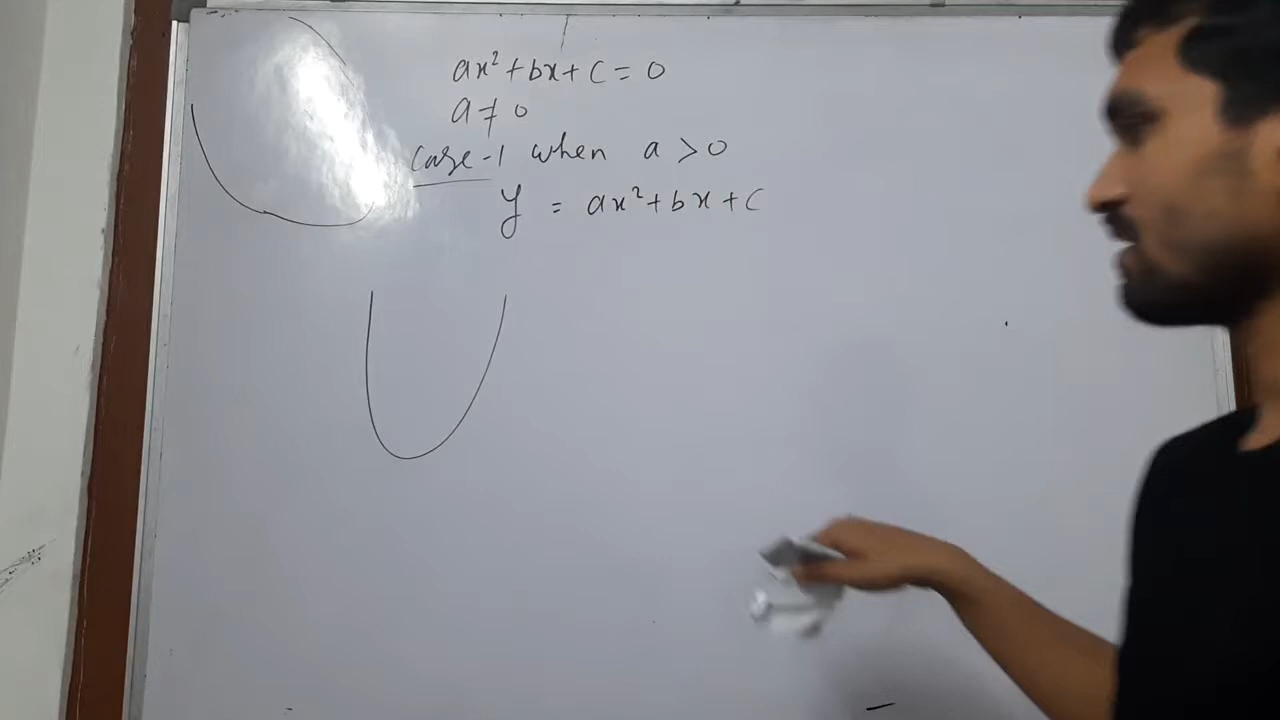 ax²+bx+c=0
a≠0
Case-1 when a>0
y = ax²+bx+c